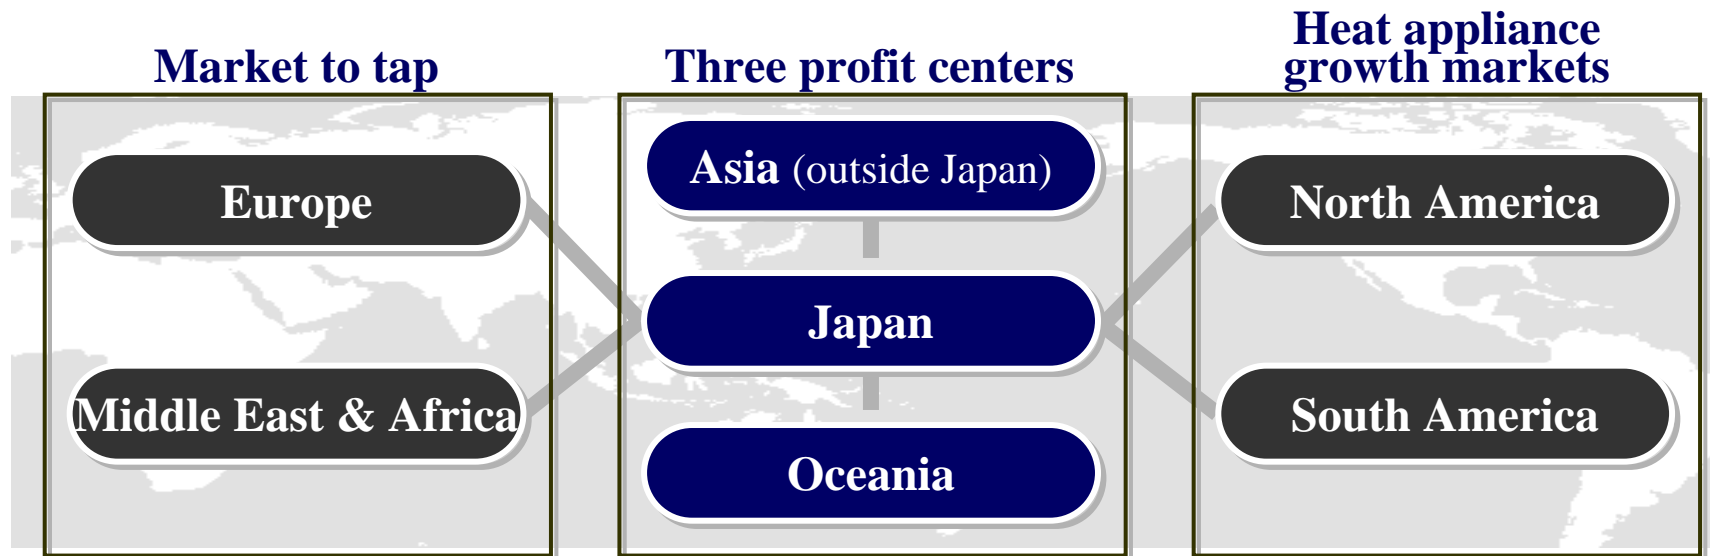 Market to tap
Europe
Middle East & Africa
Three profit centers
Asia (outside Japan)
Japan
Oceania
Heat appliance
growth markets
North America
South America